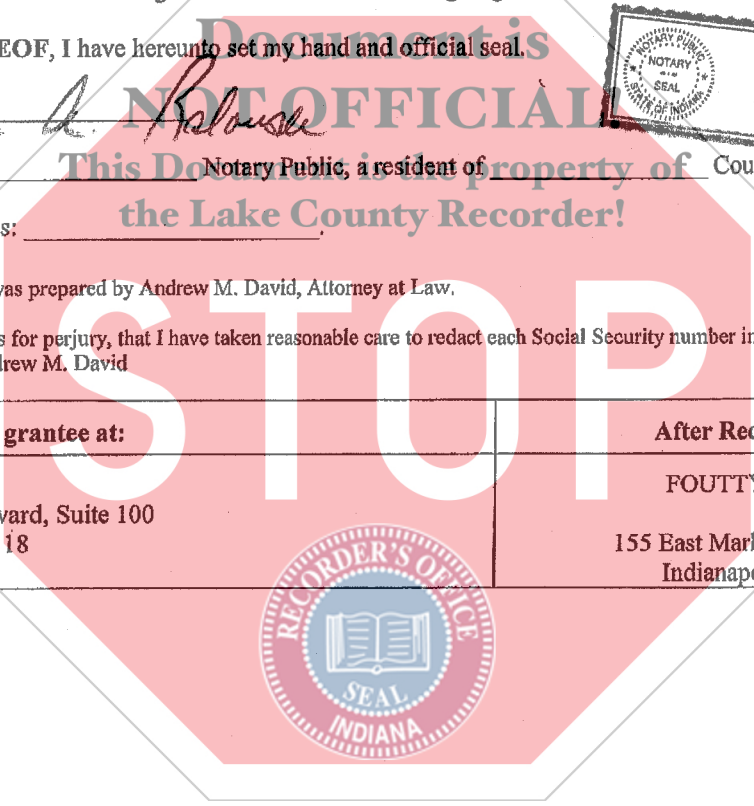 EOF, I have hereunto set my hand and official seal.
Document is
NOT OFFICIAL
This Document is the property of
the Lake County Recorder!
NOTARY PUBLIC
NOTARY
SEAL
STATE OF INDIANA
Notary Public, a resident of Cou
s:
was prepared by Andrew M. David, Attorney at Law.
s for perjury, that I have taken reasonable care to redact each Social Security number in
drew M. David
STOP
grantee at:
After Rec
FOUTTY
vard, Suite 100
18
155 East Mark
Indianapo
RECORDER'S OFFICE
SEAL
INDIANA